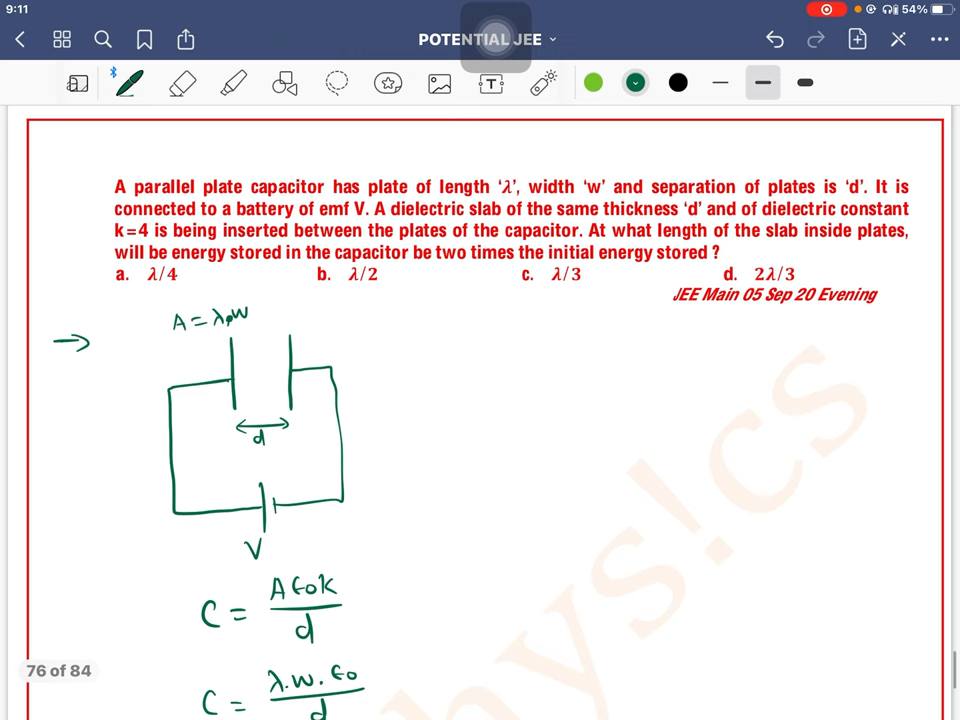 9:11
54%
POTENTIAL JEE
T
A parallel plate capacitor has plate of length ‘λ’, width ‘w’ and separation of plates is ‘d’. It is
connected to a battery of emf V. A dielectric slab of the same thickness ‘d’ and of dielectric constant
k=4 is being inserted between the plates of the capacitor. At what length of the slab inside plates,
will be energy stored in the capacitor be two times the initial energy stored ?
a. λ/4 b. λ/2 c. λ/3 d. 2λ/3
JEE Main 05 Sep 20 Evening
A = λ.w
d
V
C = A ε0 k / d
76 of 84
C = λ.w.ε0 / d
phys!cs